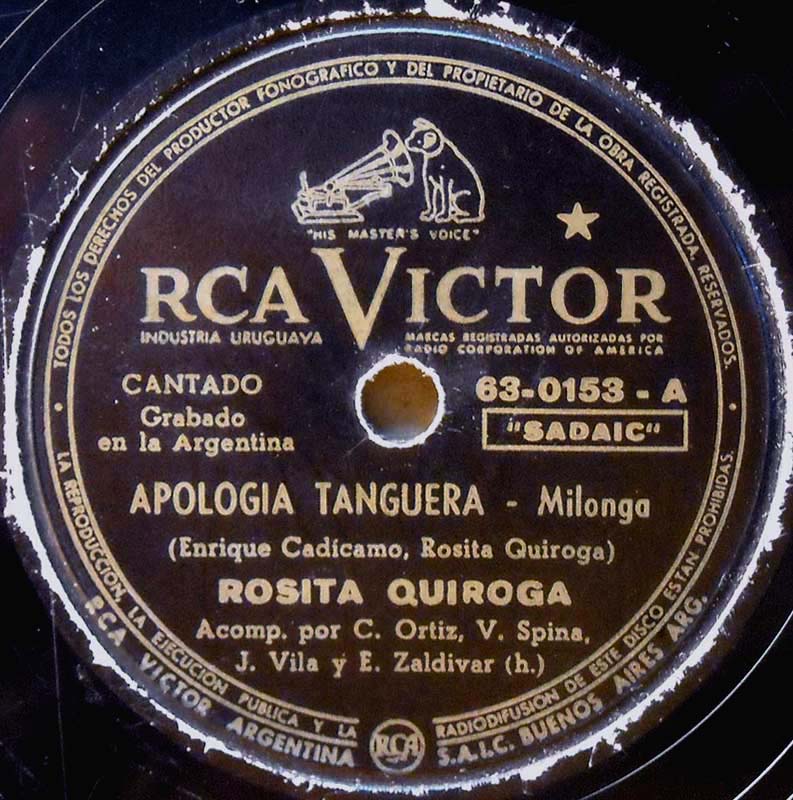 TODOS LOS DERECHOS DEL PRODUCTOR FONOGRAFICO Y DEL PROPIETARIO DE LA OBRA REGISTRADA, RESERVADOS.
"HIS MASTER'S VOICE"
RCA VICTOR
INDUSTRIA URUGUAYA
MARCAS REGISTRADAS AUTORIZADAS POR
RADIO CORPORATION OF AMERICA
CANTADO
63-0153 - A
Grabado
en la Argentina
"SADAIC"
APOLOGIA TANGUERA - Milonga
(Enrique Cadícamo, Rosita Quiroga)
ROSITA QUIROGA
Acomp. por C. Ortiz, V. Spina,
J. Vila y E. Zaldivar (h.)
LA REPRODUCCION, LA EJECUCION PUBLICA Y LA RADIODIFUSION DE ESTE DISCO ESTAN PROHIBIDAS.
RCA VICTOR ARGENTINA S.A.I.C. BUENOS AIRES ARG.
RCA